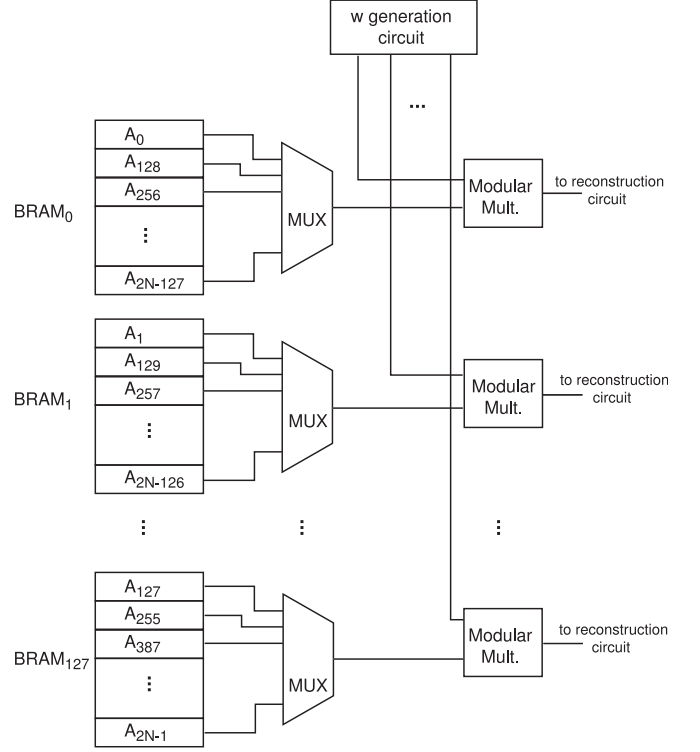 w generation
circuit
...
A0
A128
A256
...
A2N-127
BRAM0
MUX
Modular
Mult.
to reconstruction
circuit
A1
A129
A257
...
A2N-126
BRAM1
MUX
Modular
Mult.
to reconstruction
circuit
...
...
...
A127
A255
A387
...
A2N-1
BRAM127
MUX
Modular
Mult.
to reconstruction
circuit